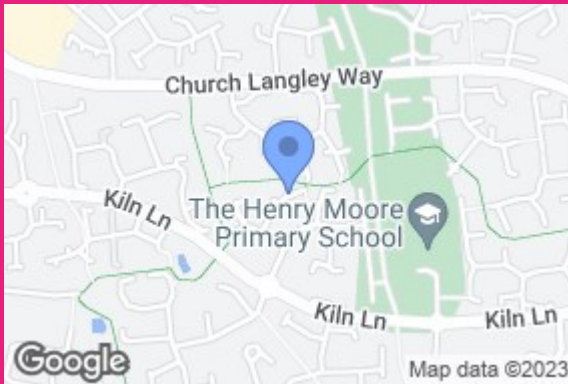 Church Langley Way
Kiln Ln
The Henry Moore
Primary School
Kiln Ln
Kiln Ln
Google
Map data ©2023